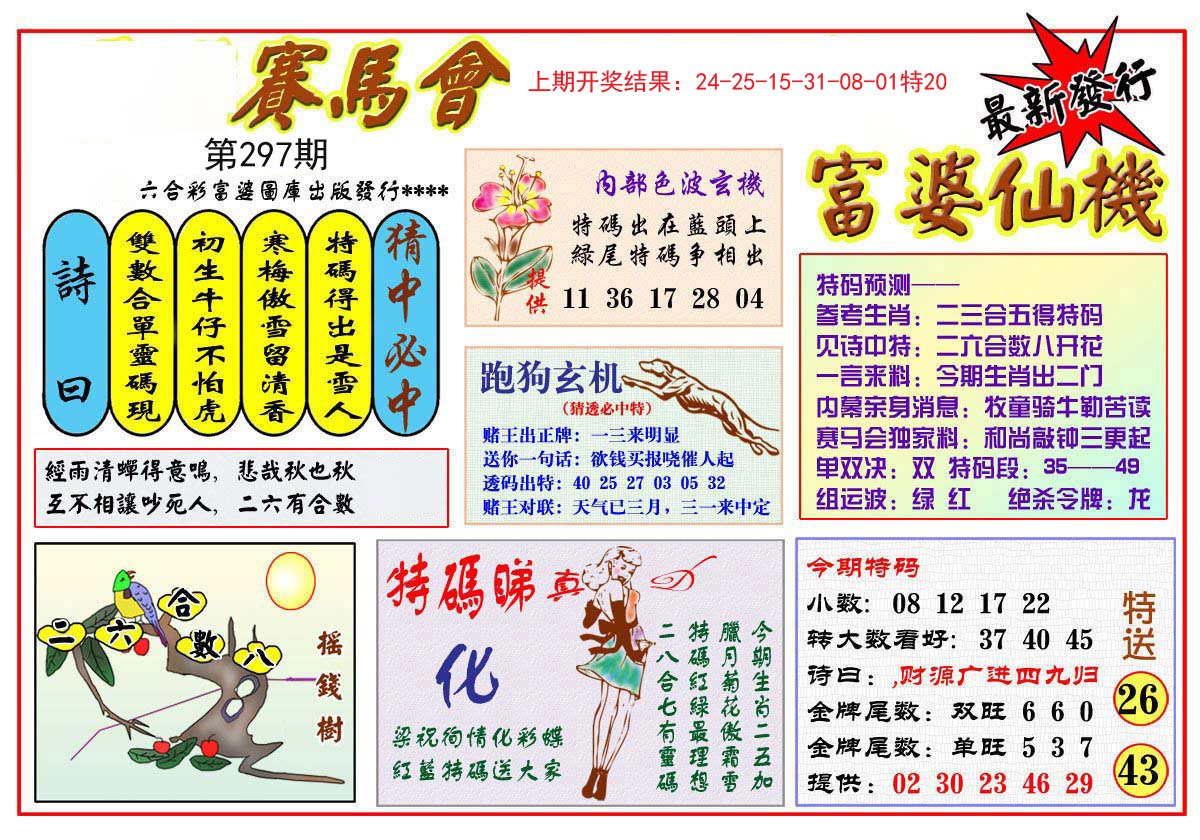 賽馬會
上期开奖结果：24-25-15-31-08-01特20
最新發行
第297期
六合彩富婆圖庫出版發行****
富婆仙機
詩曰
雙數合單靈碼現
初生牛仔不怕虎
寒梅傲雪留清香
特碼得出是雪人
猜中必中
內部色波玄機
特碼出在藍頭上
綠尾特碼爭相出
提供
11 36 17 28 04
跑狗玄机
（猜透必中特）
赌王出正牌：一三来明显
送你一句话：欲钱买报哓催人起
透码出特：40 25 27 03 05 32
赌王对联：天气已三月，三一来中定
特码预测——
参考生肖：二三合五得特码
见诗中特：二六合数八开花
一言来料：今期生肖出二门
内幕亲身消息：牧童骑牛勒苦读
赛马会独家料：和尚敲钟三更起
单双决：双 特码段：35——49
组运波：绿 红 绝杀令牌：龙
經雨清蟬得意鳴，悲哉秋也秋
互不相讓吵死人，二六有合數
二六合數八
搖錢樹
特碼睇真D
化
梁祝徇情化彩蝶
紅藍特碼送大家
今期生肖二五加
臘月菊花傲霜雪
特碼紅綠最理想
二八合七有靈碼
今期特码
小数：08 12 17 22
转大数看好：37 40 45
诗曰：,财源广进四九归
金牌尾数：双旺 6 6 0
金牌尾数：单旺 5 3 7
提供：02 30 23 46 29
特送
26
43